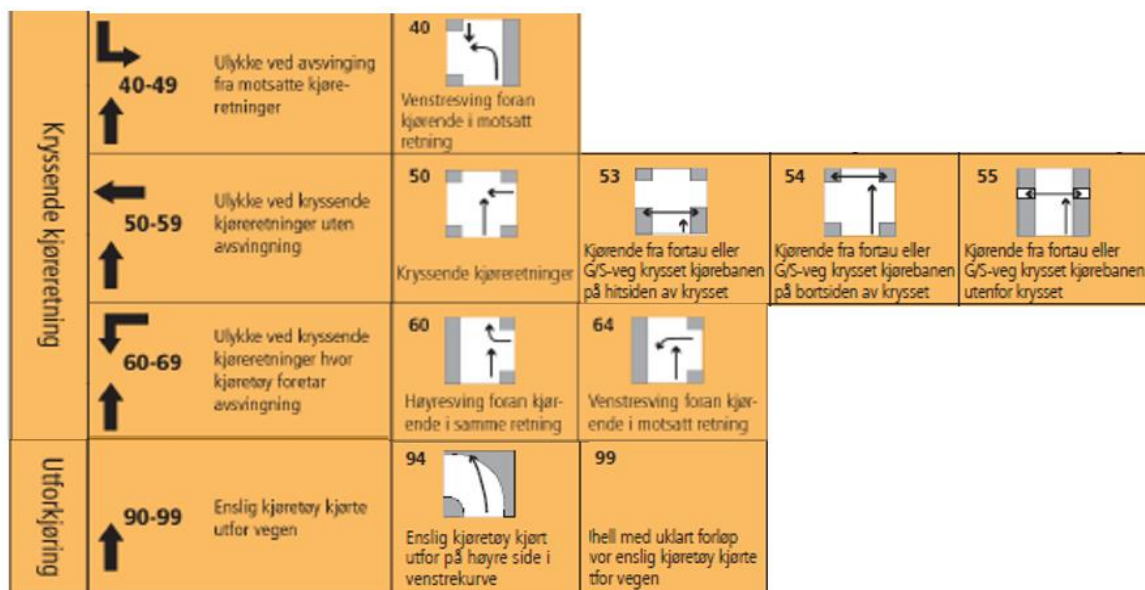 Kryssende kjøreretning
40-49
Ulykke ved avsvinging
fra motsatte kjøre-
retninger
40
Venstresving foran
kjørende i motsatt
retning
50-59
Ulykke ved kryssende
kjøreretninger uten
avsvingning
50
Kryssende kjøreretninger
53
Kjørende fra fortau eller
G/S-veg krysset kjørebanen
på hitsiden av krysset
54
Kjørende fra fortau eller
G/S-veg krysset kjørebanen
på bortsiden av krysset
55
Kjørende fra fortau eller
G/S-veg krysset kjørebanen
utenfor krysset
60-69
Ulykke ved kryssende
kjøreretninger hvor
kjøretøy foretar
avsvingning
60
Høyresving foran kjør-
ende i samme retning
64
Venstresving foran kjør-
ende i motsatt retning
Utforkjøring
90-99
Enslig kjøretøy kjørte
utfor vegen
94
Enslig kjøretøy kjørt
utfor på høyre side i
venstrekurve
99
hell med uklart forløp
vor enslig kjøretøy kjørte
tfor vegen